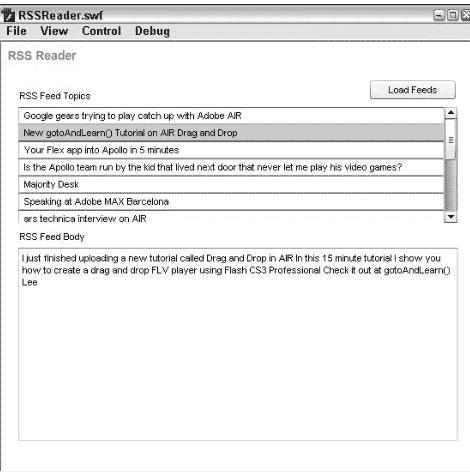 RSSReader.swf
File View Control Debug
RSS Reader
Load Feeds
RSS Feed Topics
Google gears trying to play catch up with Adobe AIR
New gotoAndLearn() Tutorial on AIR Drag and Drop
Your Flex app into Apollo in 5 minutes
Is the Apollo team run by the kid that lived next door that never let me play his video games?
Majority Desk
Speaking at Adobe MAX Barcelona
ars technica interview on AIR
RSS Feed Body
I just finished uploading a new tutorial called Drag and Drop in AIR In this 15 minute tutorial I show you
how to create a drag and drop FLV player using Flash CS3 Professional Check it out at gotoAndLearn()
Lee